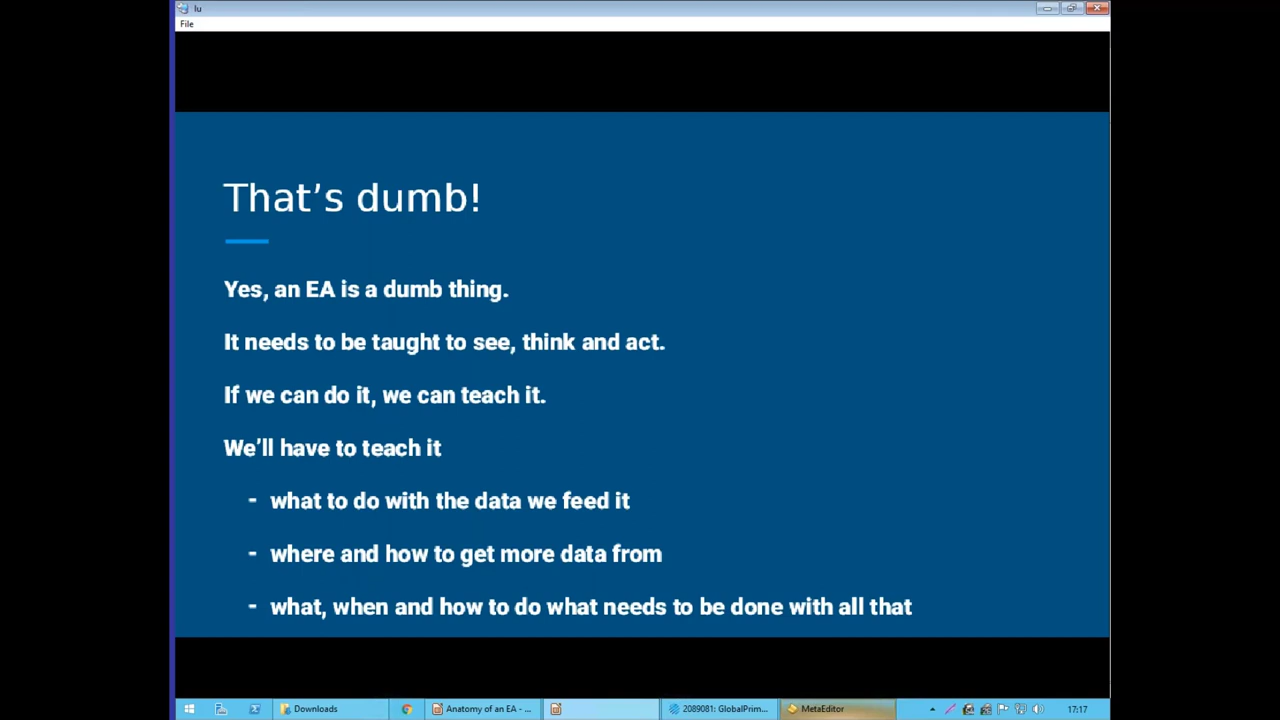 lu
File
That's dumb!
Yes, an EA is a dumb thing.
It needs to be taught to see, think and act.
If we can do it, we can teach it.
We'll have to teach it
- what to do with the data we feed it
- where and how to get more data from
- what, when and how to do what needs to be done with all that
Downloads
Anatomy of an EA - ...
2089081: GlobalPrim...
MetaEditor
17:17